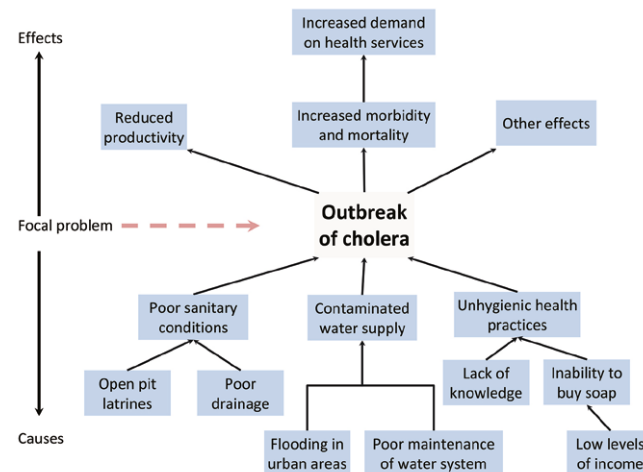 Increased demand
on health services
Effects
Reduced
productivity
Increased morbidity
and mortality
Other effects
Focal problem
Outbreak
of cholera
Poor sanitary
conditions
Contaminated
water supply
Unhygienic health
practices
Open pit
latrines
Poor
drainage
Lack of
knowledge
Inability to
buy soap
Causes
Flooding in
urban areas
Poor maintenance
of water system
Low levels
of income